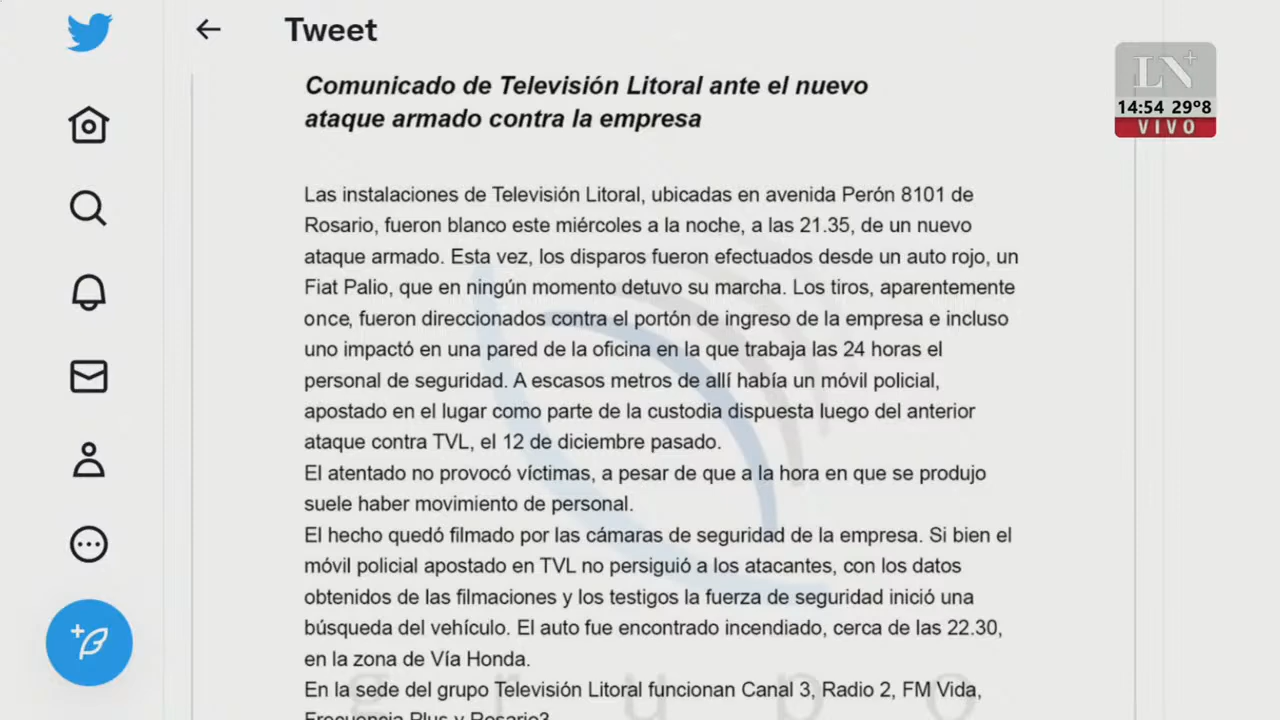 Tweet
LN+
14:54 29º8
VIVO
Comunicado de Televisión Litoral ante el nuevo
ataque armado contra la empresa
Las instalaciones de Televisión Litoral, ubicadas en avenida Perón 8101 de
Rosario, fueron blanco este miércoles a la noche, a las 21.35, de un nuevo
ataque armado. Esta vez, los disparos fueron efectuados desde un auto rojo, un
Fiat Palio, que en ningún momento detuvo su marcha. Los tiros, aparentemente
once, fueron direccionados contra el portón de ingreso de la empresa e incluso
uno impactó en una pared de la oficina en la que trabaja las 24 horas el
personal de seguridad. A escasos metros de allí había un móvil policial,
apostado en el lugar como parte de la custodia dispuesta luego del anterior
ataque contra TVL, el 12 de diciembre pasado.
El atentado no provocó víctimas, a pesar de que a la hora en que se produjo
suele haber movimiento de personal.
El hecho quedó filmado por las cámaras de seguridad de la empresa. Si bien el
móvil policial apostado en TVL no persiguió a los atacantes, con los datos
obtenidos de las filmaciones y los testigos la fuerza de seguridad inició una
búsqueda del vehículo. El auto fue encontrado incendiado, cerca de las 22.30,
en la zona de Vía Honda.
En la sede del grupo Televisión Litoral funcionan Canal 3, Radio 2, FM Vida,
grupo
Frecuencia Plus y Rosario3